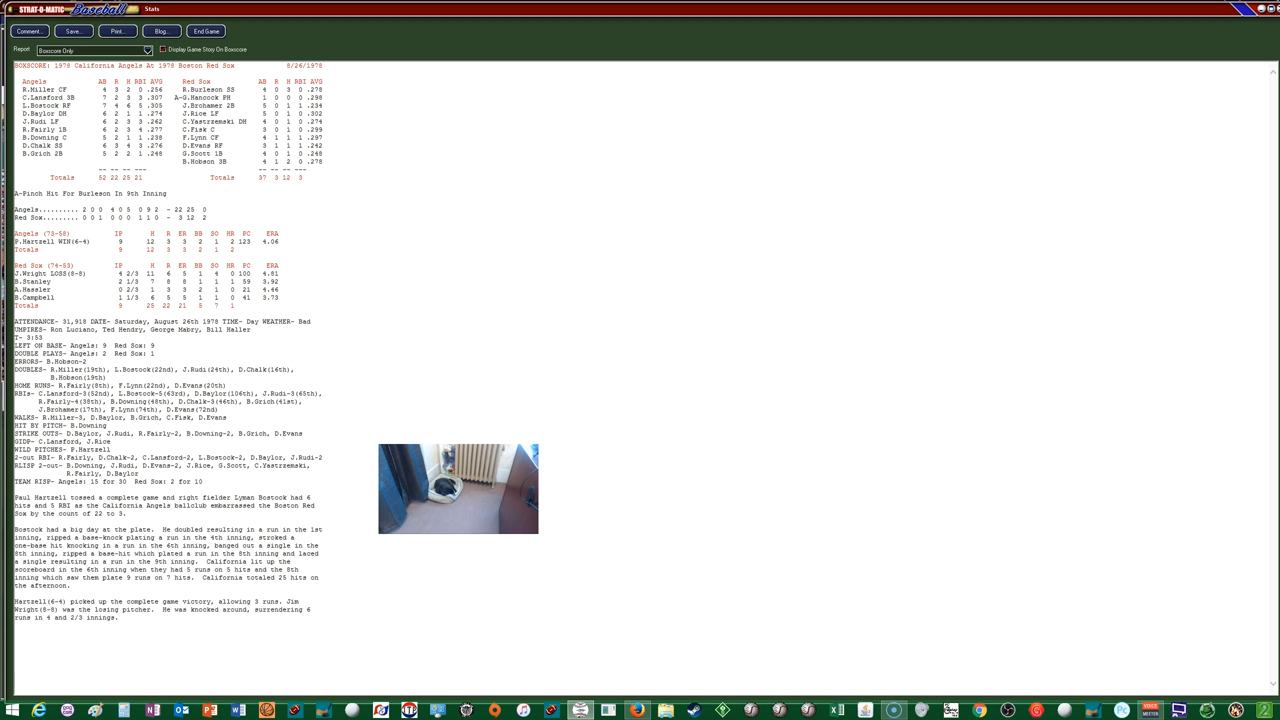 STRAT-O-MATIC Baseball Stats
Comment... Save... Print... Blog... End Game
Report Boxscore Only Display Game Story On Boxscore
BOXSCORE: 1978 California Angels At 1978 Boston Red Sox 8/26/1978
Angels AB R H RBI AVG Red Sox AB R H RBI AVG
R.Miller CF 4 3 2 0 .256 R.Burleson SS 4 0 3 0 .278
C.Lansford 3B 7 2 3 3 .307 A-G.Hancock PH 1 0 0 0 .298
L.Bostock RF 7 4 6 5 .305 J.Brohamer 2B 5 0 1 1 .234
D.Baylor DH 6 2 1 1 .274 J.Rice LF 5 0 1 0 .302
J.Rudi LF 6 2 3 3 .262 C.Yastrzemski DH 4 0 1 0 .274
R.Fairly 1B 6 2 3 4 .277 C.Fisk C 3 0 1 0 .299
B.Downing C 5 2 1 1 .238 F.Lynn CF 4 1 1 1 .297
D.Chalk SS 6 3 4 3 .276 D.Evans RF 3 1 1 1 .242
B.Grich 2B 5 2 2 1 .248 G.Scott 1B 4 0 1 0 .248
B.Hobson 3B 4 1 2 0 .278
-- -- -- --- -- -- -- ---
Totals 52 22 25 21 Totals 37 3 12 3
A-Pinch Hit For Burleson In 9th Inning
Angels.......... 2 0 0 4 0 5 0 9 2 - 22 25 0
Red Sox......... 0 0 1 0 0 0 1 1 0 - 3 12 2
Angels (73-58) IP H R ER BB SO HR PC ERA
P.Hartzell WIN(6-4) 9 12 3 3 2 1 2 123 4.06
Totals 9 12 3 3 2 1 2
Red Sox (74-53) IP H R ER BB SO HR PC ERA
J.Wright LOSS(8-8) 4 2/3 11 6 5 1 4 0 100 4.81
B.Stanley 2 1/3 7 8 8 1 1 1 59 3.92
A.Hassler 0 2/3 1 3 3 2 1 0 21 4.46
B.Campbell 1 1/3 6 5 5 1 1 0 41 3.73
Totals 9 25 22 21 5 7 1
ATTENDANCE- 31,918 DATE- Saturday, August 26th 1978 TIME- Day WEATHER- Bad
UMPIRES- Ron Luciano, Ted Hendry, George Mabry, Bill Haller
T- 3:53
LEFT ON BASE- Angels: 9 Red Sox: 9
DOUBLE PLAYS- Angels: 2 Red Sox: 1
ERRORS- B.Hobson-2
DOUBLES- R.Miller(19th), L.Bostock(22nd), J.Rudi(24th), D.Chalk(16th),
B.Hobson(19th)
HOME RUNS- R.Fairly(8th), F.Lynn(22nd), D.Evans(20th)
RBIs- C.Lansford-3(52nd), L.Bostock-5(63rd), D.Baylor(106th), J.Rudi-3(65th),
R.Fairly-4(38th), B.Downing(48th), D.Chalk-3(46th), B.Grich(41st),
J.Brohamer(17th), F.Lynn(74th), D.Evans(72nd)
WALKS- R.Miller-3, D.Baylor, B.Grich, C.Fisk, D.Evans
HIT BY PITCH- B.Downing
STRIKE OUTS- D.Baylor, J.Rudi, R.Fairly-2, B.Downing-2, B.Grich, D.Evans
GIDP- C.Lansford, J.Rice
WILD PITCHES- P.Hartzell
2-out RBI- R.Fairly, D.Chalk-2, C.Lansford-2, L.Bostock-2, D.Baylor, J.Rudi-2
RLISP 2-out- B.Downing, J.Rudi, D.Evans-2, J.Rice, G.Scott, C.Yastrzemski,
R.Fairly, D.Baylor
TEAM RISP- Angels: 15 for 30 Red Sox: 2 for 10
Paul Hartzell tossed a complete game and right fielder Lyman Bostock had 6
hits and 5 RBI as the California Angels ballclub embarrassed the Boston Red
Sox by the count of 22 to 3.
Bostock had a big day at the plate. He doubled resulting in a run in the 1st
inning, ripped a base-knock plating a run in the 4th inning, stroked a
one-base hit knocking in a run in the 6th inning, banged out a single in the
8th inning, ripped a base-hit which plated a run in the 8th inning and laced
a single resulting in a run in the 9th inning. California lit up the
scoreboard in the 6th inning when they had 5 runs on 5 hits and the 8th
inning which saw them plate 9 runs on 7 hits. California totaled 25 hits on
the afternoon.
Hartzell(6-4) picked up the complete game victory, allowing 3 runs. Jim
Wright(8-8) was the losing pitcher. He was knocked around, surrendering 6
runs in 4 and 2/3 innings.